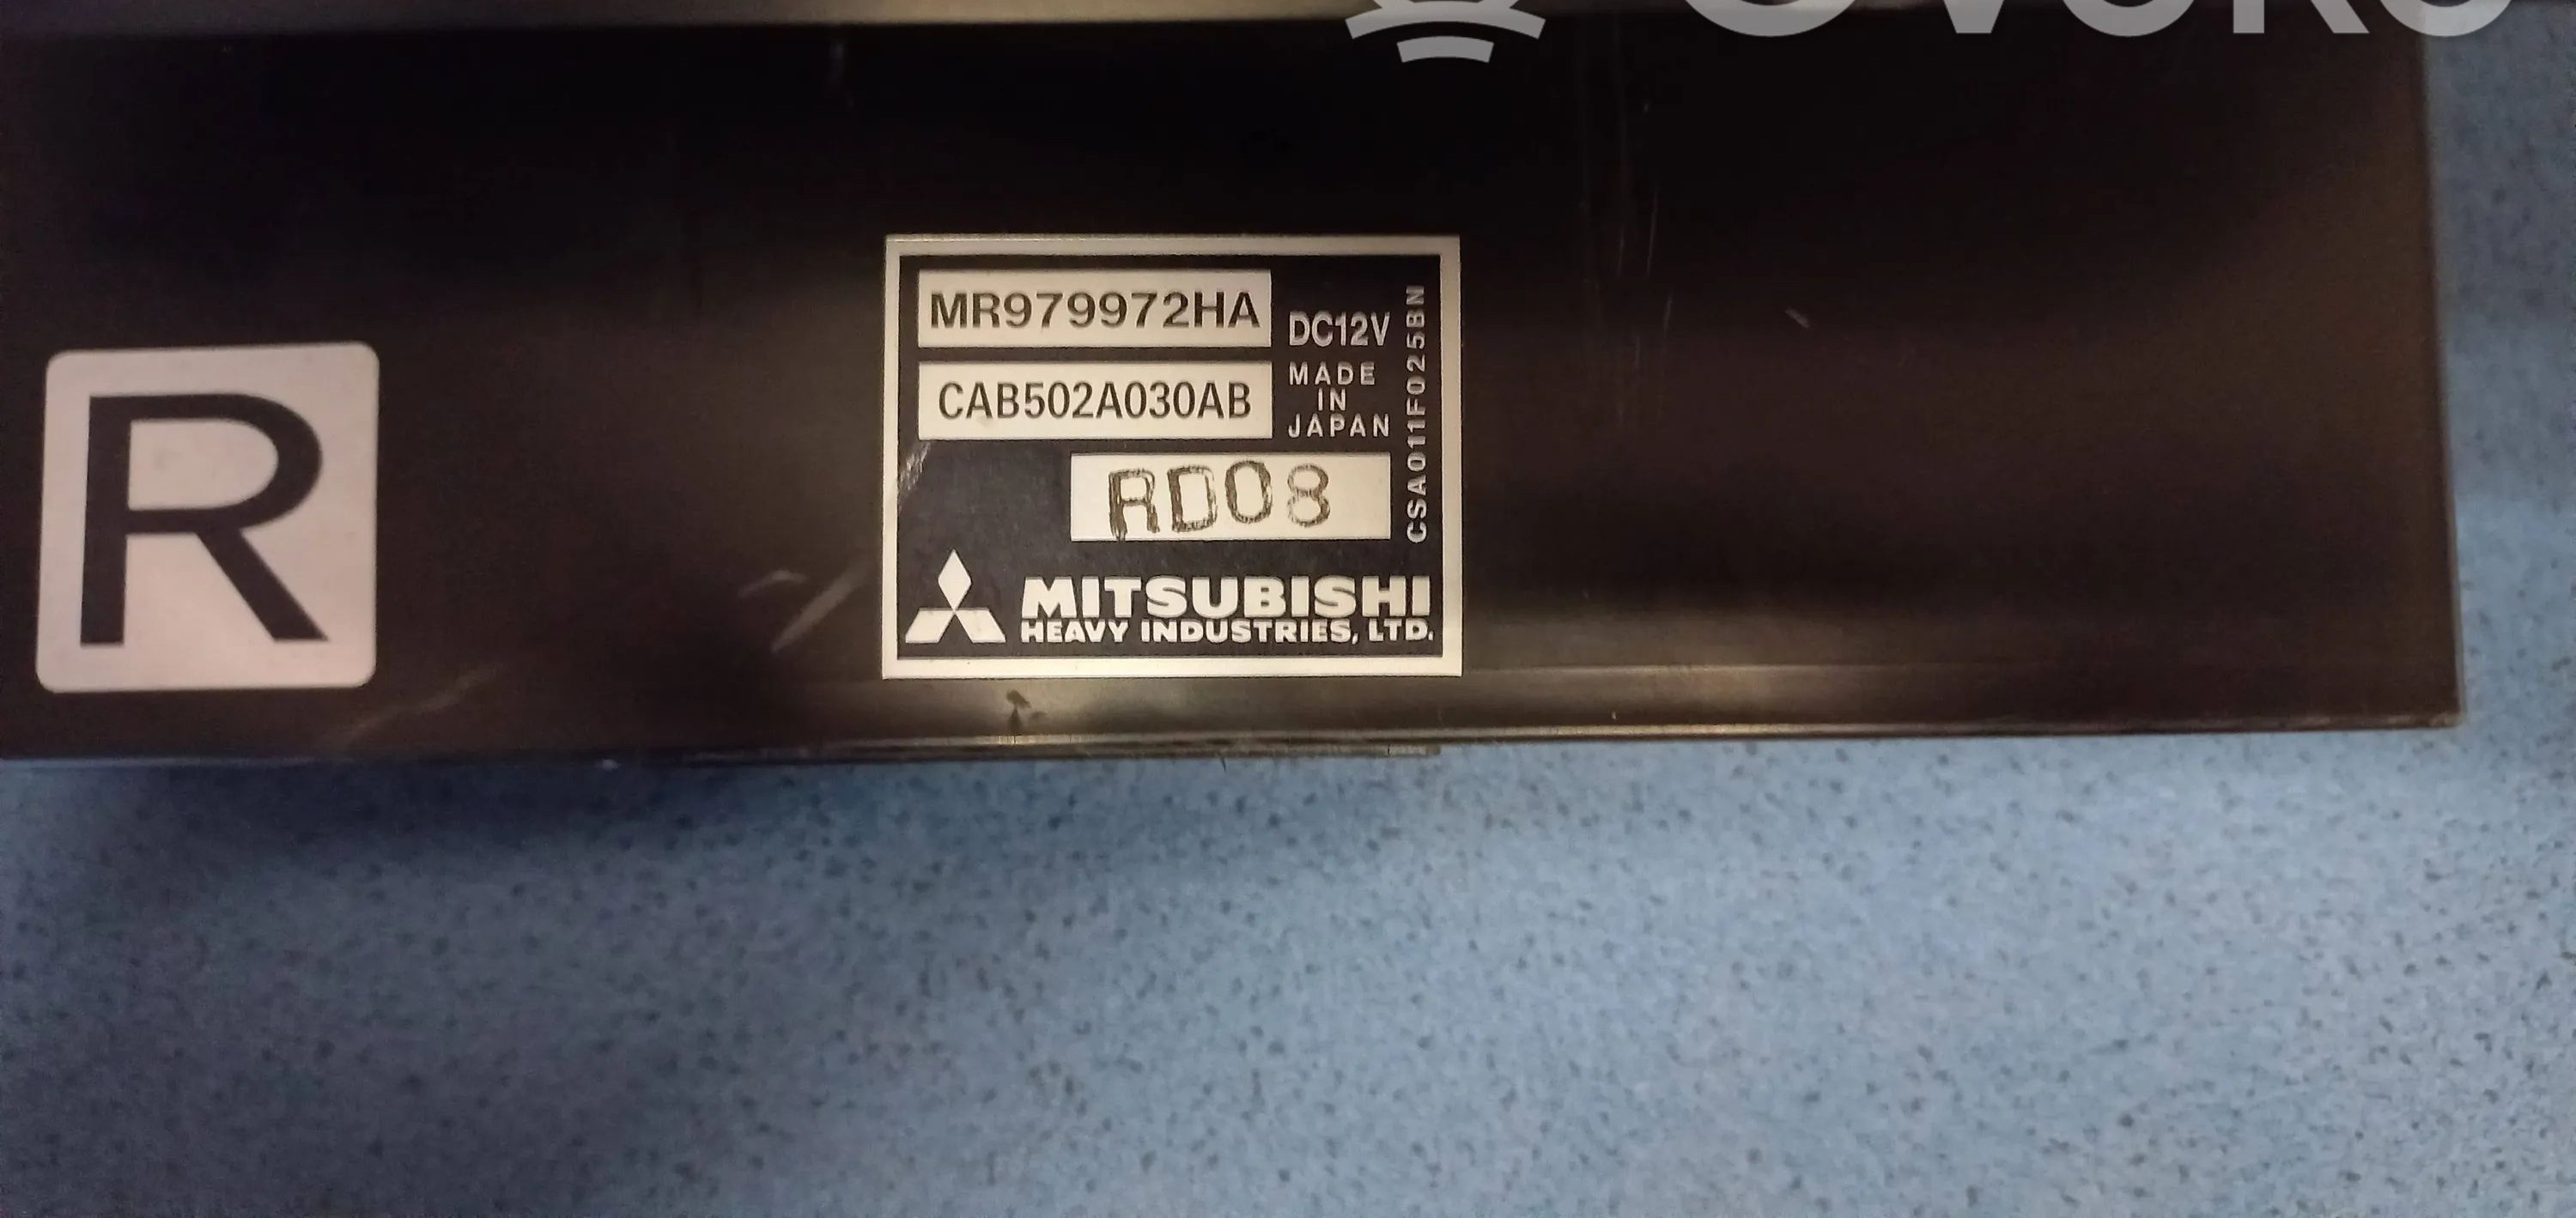 R
MR979972HA
CAB502A030AB
DC12V
MADE
IN
JAPAN
RD08
CSA011F025BN
MITSUBISHI
HEAVY INDUSTRIES, LTD.